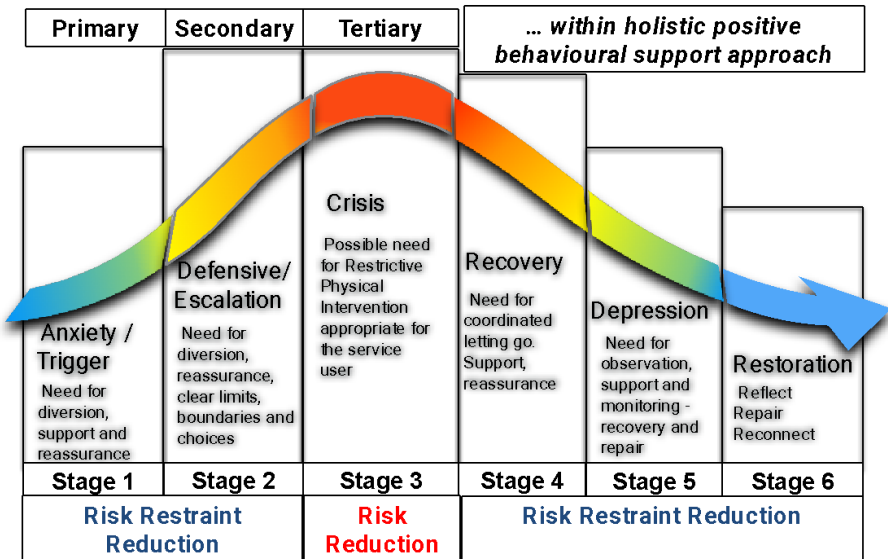 Primary
Secondary
Tertiary
... within holistic positive
behavioural support approach
Anxiety /
Trigger
Need for
diversion,
support and
reassurance
Defensive/
Escalation
Need for
diversion,
reassurance,
clear limits,
boundaries and
choices
Crisis
Possible need
for Restrictive
Physical
Intervention
appropriate for
the service
user
Recovery
Need for
coordinated
letting go.
Support,
reassurance
Depression
Need for
observation,
support and
monitoring -
recovery and
repair
Restoration
Reflect
Repair
Reconnect
Stage 1
Stage 2
Stage 3
Stage 4
Stage 5
Stage 6
Risk Restraint
Reduction
Risk
Reduction
Risk Restraint Reduction